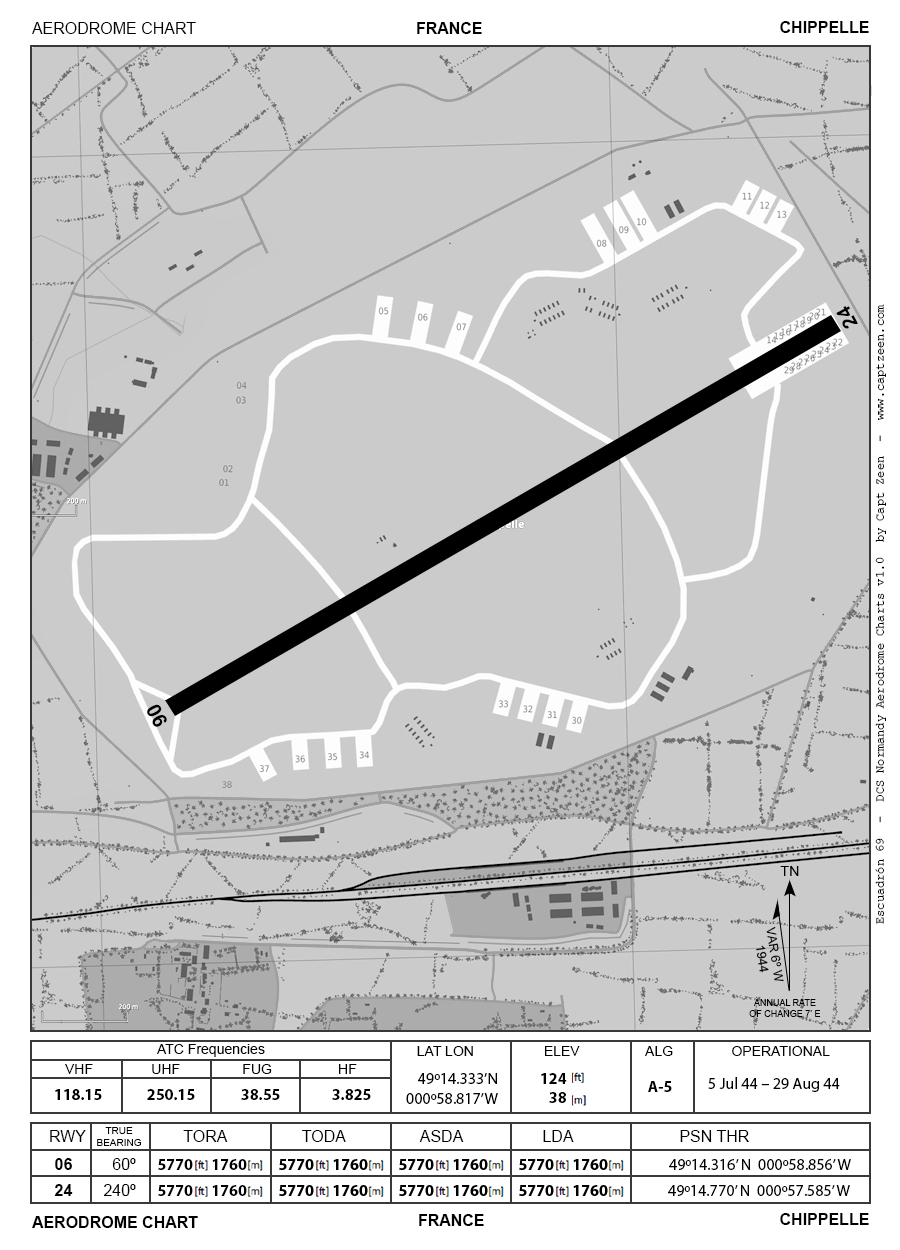 AERODROME CHART FRANCE CHIPPELLE
11
12
13
10
09
08
05
06
07
24
04
03
02
01
200 m
elle
06
33
32
31
30
34
35
36
37
38
TN
VAR 6º W
1944
ANNUAL RATE
OF CHANGE 7' E
200 m
Escuadrón 69 – DCS Normandy Aerodrome Charts v1.0 by Capt Zeen – www.captzeen.com
ATC Frequencies LAT LON ELEV ALG OPERATIONAL
VHF UHF FUG HF
118.15 250.15 38.55 3.825
49º14.333'N 124 [ft] A-5 5 Jul 44 – 29 Aug 44
000º58.817'W 38 [m]
RWY TRUE BEARING TORA TODA ASDA LDA PSN THR
06 60º 5770[ft] 1760[m] 5770[ft] 1760[m] 5770[ft] 1760[m] 5770[ft] 1760[m] 49º14.316'N 000º58.856'W
24 240º 5770[ft] 1760[m] 5770[ft] 1760[m] 5770[ft] 1760[m] 5770[ft] 1760[m] 49º14.770'N 000º57.585'W
AERODROME CHART FRANCE CHIPPELLE